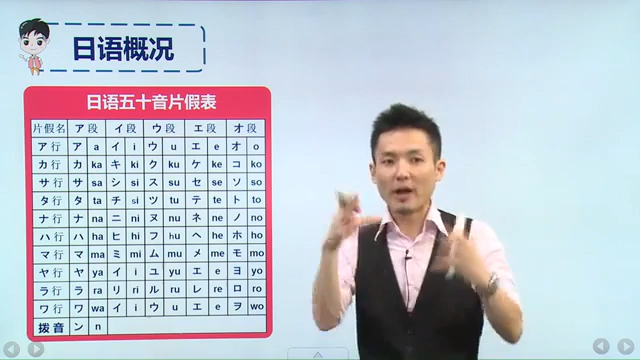 日语概况
日语五十音片假表
片假名 ア段 イ段 ウ段 エ段 オ段
ア行 ア a イ i ウ u エ e オ o
カ行 カ ka キ ki ク ku ケ ke コ ko
サ行 サ sa シ si ス su セ se ソ so
タ行 タ ta チ si ツ tu テ te ト to
ナ行 ナ na ニ ni ヌ nu ネ ne ノ no
ハ行 ハ ha ヒ hi フ hu ヘ he ホ ho
マ行 マ ma ミ mi ム mu メ me モ mo
ヤ行 ヤ ya イ i ユ yu エ e ヨ yo
ラ行 ラ ra リ ri ル ru レ re ロ ro
ワ行 ワ wa イ i ウ u エ e ヲ wo
拨音 ン n